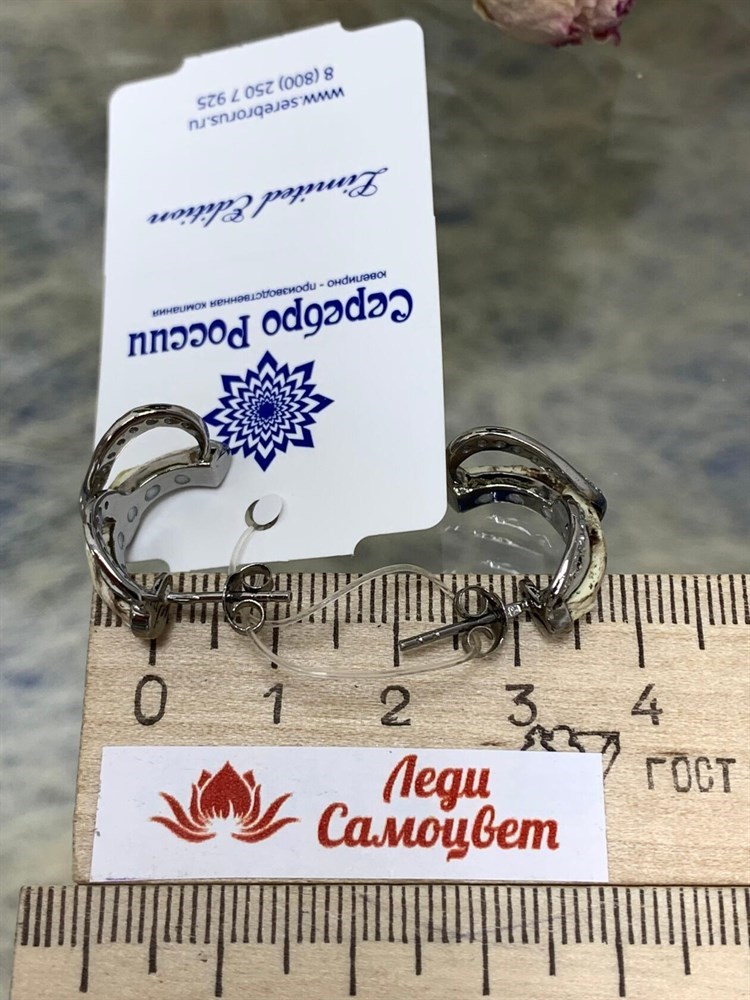 Серебро России
ювелирно - производственная компания
Limited Edition
www.serebrorus.ru
8 (800) 250 7 925
0 1 2 3 4
ГОСТ
Леди
Самоцвет